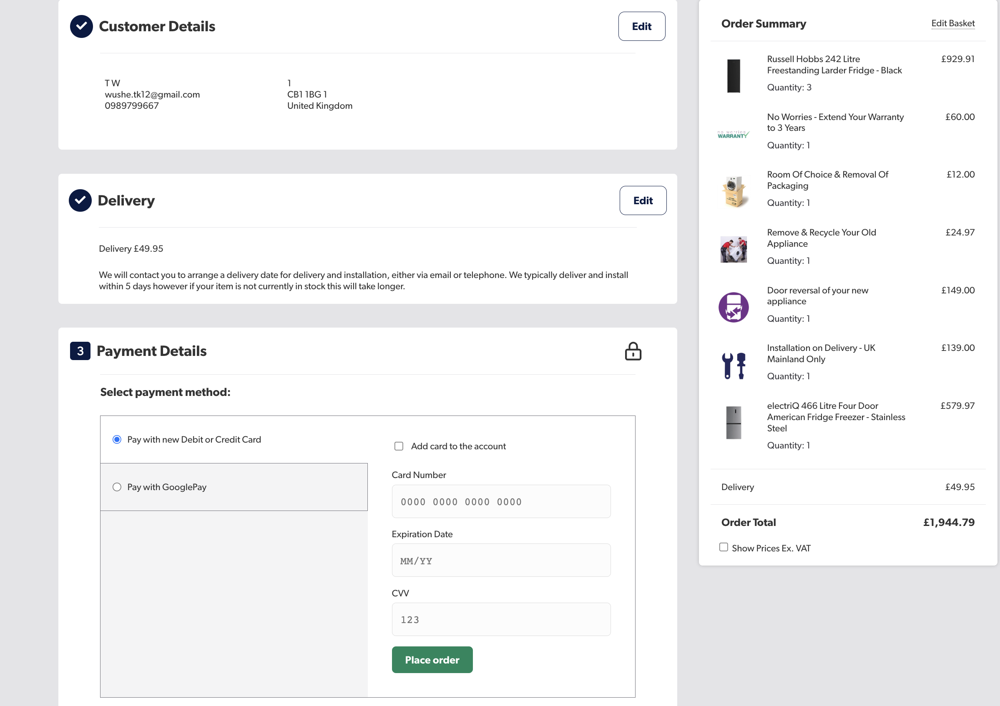 Customer Details
Edit
T W
wushe.tk12@gmail.com
0989799667
1
CB1 1BG 1
United Kingdom
Delivery
Edit
Delivery £49.95
We will contact you to arrange a delivery date for delivery and installation, either via email or telephone. We typically deliver and install
within 5 days however if your item is not currently in stock this will take longer.
3 Payment Details
Select payment method:
Pay with new Debit or Credit Card
Pay with GooglePay
Add card to the account
Card Number
0000 0000 0000 0000
Expiration Date
MM/YY
CVV
123
Place order
Order Summary
Edit Basket
Russell Hobbs 242 Litre
Freestanding Larder Fridge - Black
£929.91
Quantity: 3
no worries
WARRANTY
No Worries - Extend Your Warranty
to 3 Years
£60.00
Quantity: 1
Room Of Choice & Removal Of
Packaging
£12.00
Quantity: 1
Remove & Recycle Your Old
Appliance
£24.97
Quantity: 1
Door reversal of your new
appliance
£149.00
Quantity: 1
Installation on Delivery - UK
Mainland Only
£139.00
Quantity: 1
electriQ 466 Litre Four Door
American Fridge Freezer - Stainless
Steel
£579.97
Quantity: 1
Delivery
£49.95
Order Total
£1,944.79
Show Prices Ex. VAT